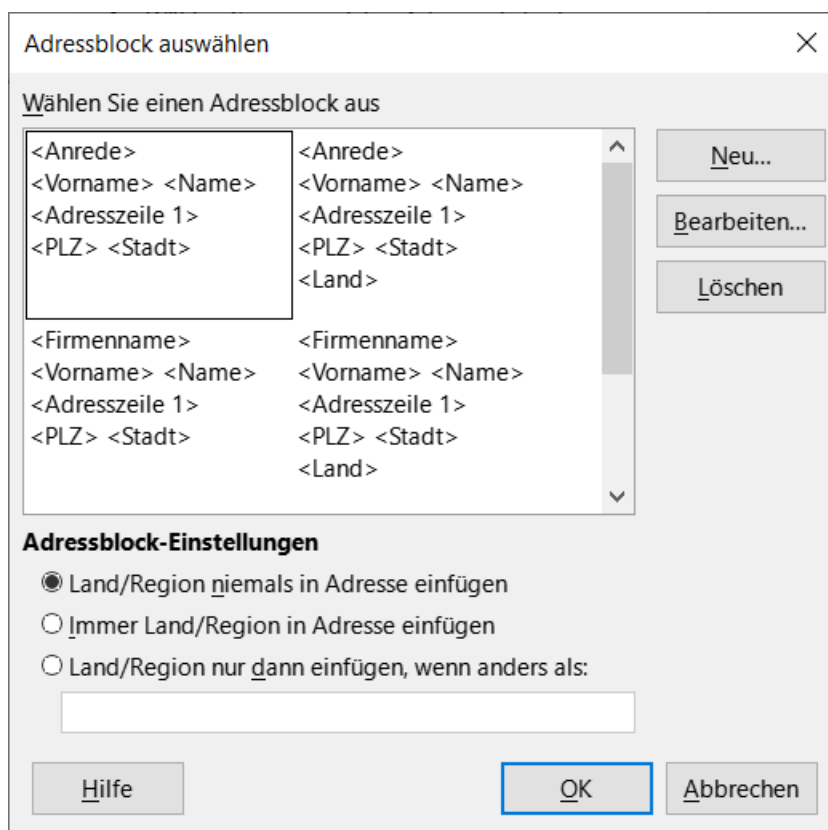 Adressblock auswählen
Wählen Sie einen Adressblock aus
<Anrede>
<Vorname> <Name>
<Adresszeile 1>
<PLZ> <Stadt>
<Anrede>
<Vorname> <Name>
<Adresszeile 1>
<PLZ> <Stadt>
<Land>
<Firmenname>
<Vorname> <Name>
<Adresszeile 1>
<PLZ> <Stadt>
<Firmenname>
<Vorname> <Name>
<Adresszeile 1>
<PLZ> <Stadt>
<Land>
Neu...
Bearbeiten...
Löschen
Adressblock-Einstellungen
Land/Region niemals in Adresse einfügen
Immer Land/Region in Adresse einfügen
Land/Region nur dann einfügen, wenn anders als:
Hilfe
OK
Abbrechen